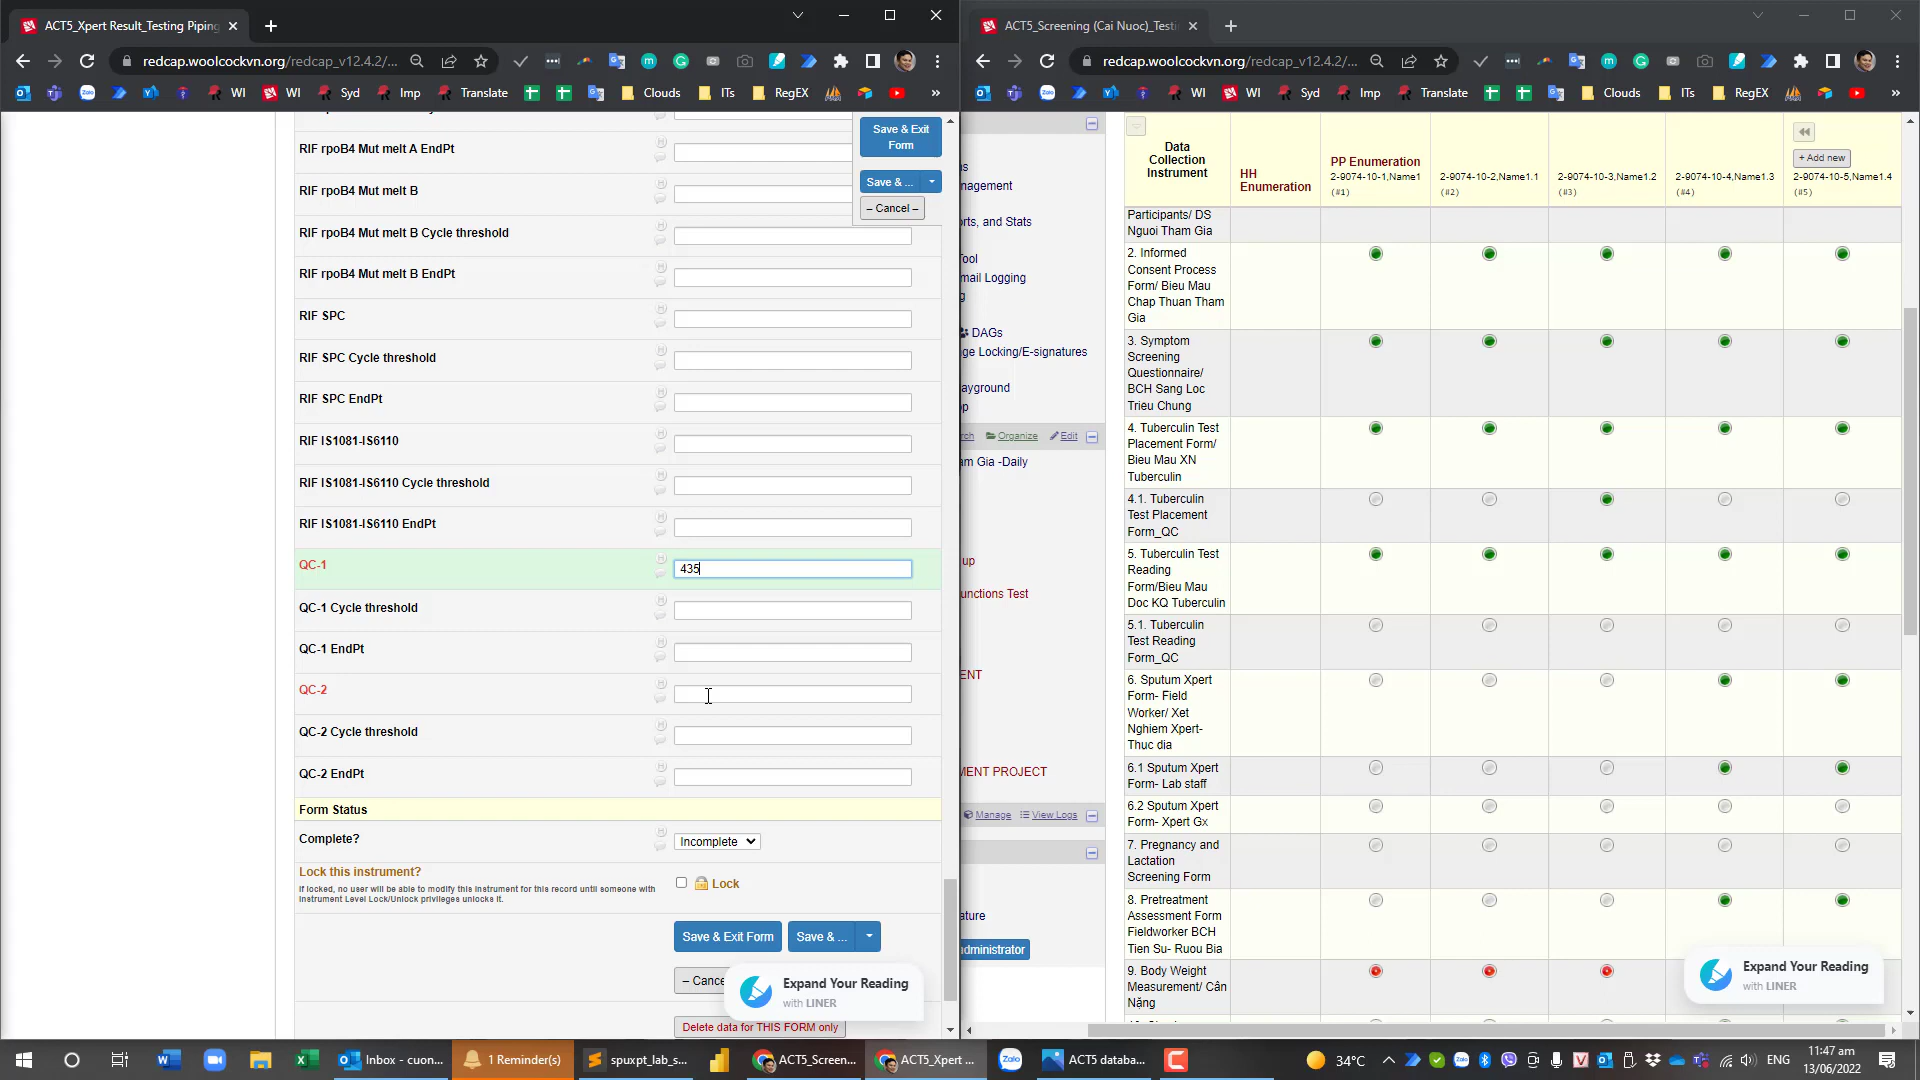 ACT5_Xpert Result_Testing Piping
redcap.woolcockvn.org/redcap_v12.4.2/...
WI
WI
Syd
Imp
Translate
Clouds
ITs
RegEX
RIF rpoB4 Mut melt A EndPt
RIF rpoB4 Mut melt B
RIF rpoB4 Mut melt B Cycle threshold
RIF rpoB4 Mut melt B EndPt
RIF SPC
RIF SPC Cycle threshold
RIF SPC EndPt
RIF IS1081-IS6110
RIF IS1081-IS6110 Cycle threshold
RIF IS1081-IS6110 EndPt
QC-1
435
QC-1 Cycle threshold
QC-1 EndPt
QC-2
QC-2 Cycle threshold
QC-2 EndPt
Form Status
Complete?
Incomplete
Lock this instrument?
If locked, no user will be able to modify this instrument for this record until someone with
Instrument Level Lock/Unlock privileges unlocks it.
Lock
Save & Exit Form
Save & ...
– Cance
Delete data for THIS FORM only
Save & Exit
Form
Save & ...
– Cancel –
Expand Your Reading
with LINER
ACT5_Screening (Cai Nuoc)_Testi
redcap.woolcockvn.org/redcap_v12.4.2/...
WI
WI
Syd
Imp
Translate
Clouds
ITs
RegEX
nagement
orts, and Stats
Tool
mail Logging
DAGs
ge Locking/E-signatures
layground
rch
Organize
Edit
am Gia -Daily
up
unctions Test
ENT
MENT PROJECT
Manage
View Logs
ature
administrator
Data
Collection
Instrument
HH
Enumeration
PP Enumeration
2-9074-10-1,Name1
(#1)
2-9074-10-2,Name1.1
(#2)
2-9074-10-3,Name1.2
(#3)
2-9074-10-4,Name1.3
(#4)
+ Add new
2-9074-10-5,Name1.4
(#5)
Participants/ DS
Nguoi Tham Gia
2. Informed
Consent Process
Form/ Bieu Mau
Chap Thuan Tham
Gia
3. Symptom
Screening
Questionnaire/
BCH Sang Loc
Trieu Chung
4. Tuberculin Test
Placement Form/
Bieu Mau XN
Tuberculin
4.1. Tuberculin
Test Placement
Form_QC
5. Tuberculin Test
Reading
Form/Bieu Mau
Doc KQ Tuberculin
5.1. Tuberculin
Test Reading
Form_QC
6. Sputum Xpert
Form- Field
Worker/ Xet
Nghiem Xpert-
Thuc dia
6.1 Sputum Xpert
Form- Lab staff
6.2 Sputum Xpert
Form- Xpert Gx
7. Pregnancy and
Lactation
Screening Form
8. Pretreatment
Assessment Form
Fieldworker BCH
Tien Su- Ruou Bia
9. Body Weight
Measurement/ Cân
Nặng
Expand Your Reading
with LINER
Inbox - cuon...
1 Reminder(s)
spuxpt_lab_s...
ACT5_Screen...
ACT5_Xpert ...
ACT5 databa...
34°C
ENG
11:47 am
13/06/2022